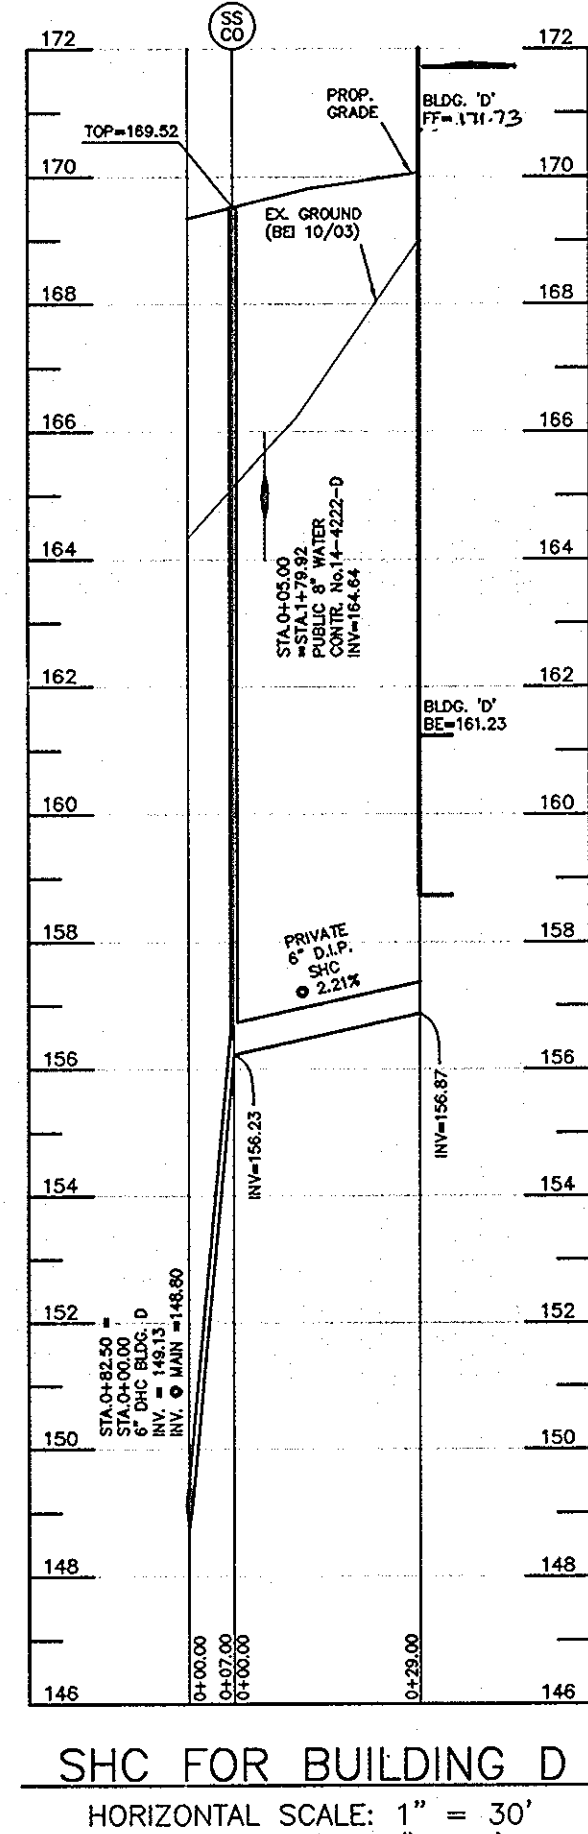 SS
CO
172
172
PROP.
GRADE
BLDG. 'D'
FF=171.73
TOP=169.52
170
170
EX. GROUND
(BEI 10/03)
168
168
166
166
STA.0+05.00
=STA.1+79.92
PUBLIC 8" WATER
CONTR. No.14-4222-D
INV=164.64
164
164
162
162
BLDG. 'D'
BE=161.23
160
160
158
158
PRIVATE
6" D.I.P.
SHC
@ 2.21%
156
156
INV=156.23
INV=156.87
154
154
152
152
STA.0+82.50 =
STA.0+00.00
6" DHC BLDG. D
INV. = 149.13
INV. @ MAIN =148.80
150
150
148
148
0+00.00
0+07.00
0+00.00
0+29.00
146
146
SHC FOR BUILDING D
HORIZONTAL SCALE: 1" = 30'